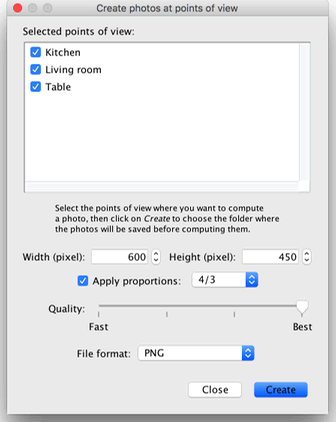 Create photos at points of view
Selected points of view:
Kitchen
Living room
Table
Select the points of view where you want to compute
a photo, then click on Create to choose the folder where
the photos will be saved before computing them.
Width (pixel): 600 Height (pixel): 450
Apply proportions: 4/3
Quality:
Fast Best
File format: PNG
Close Create